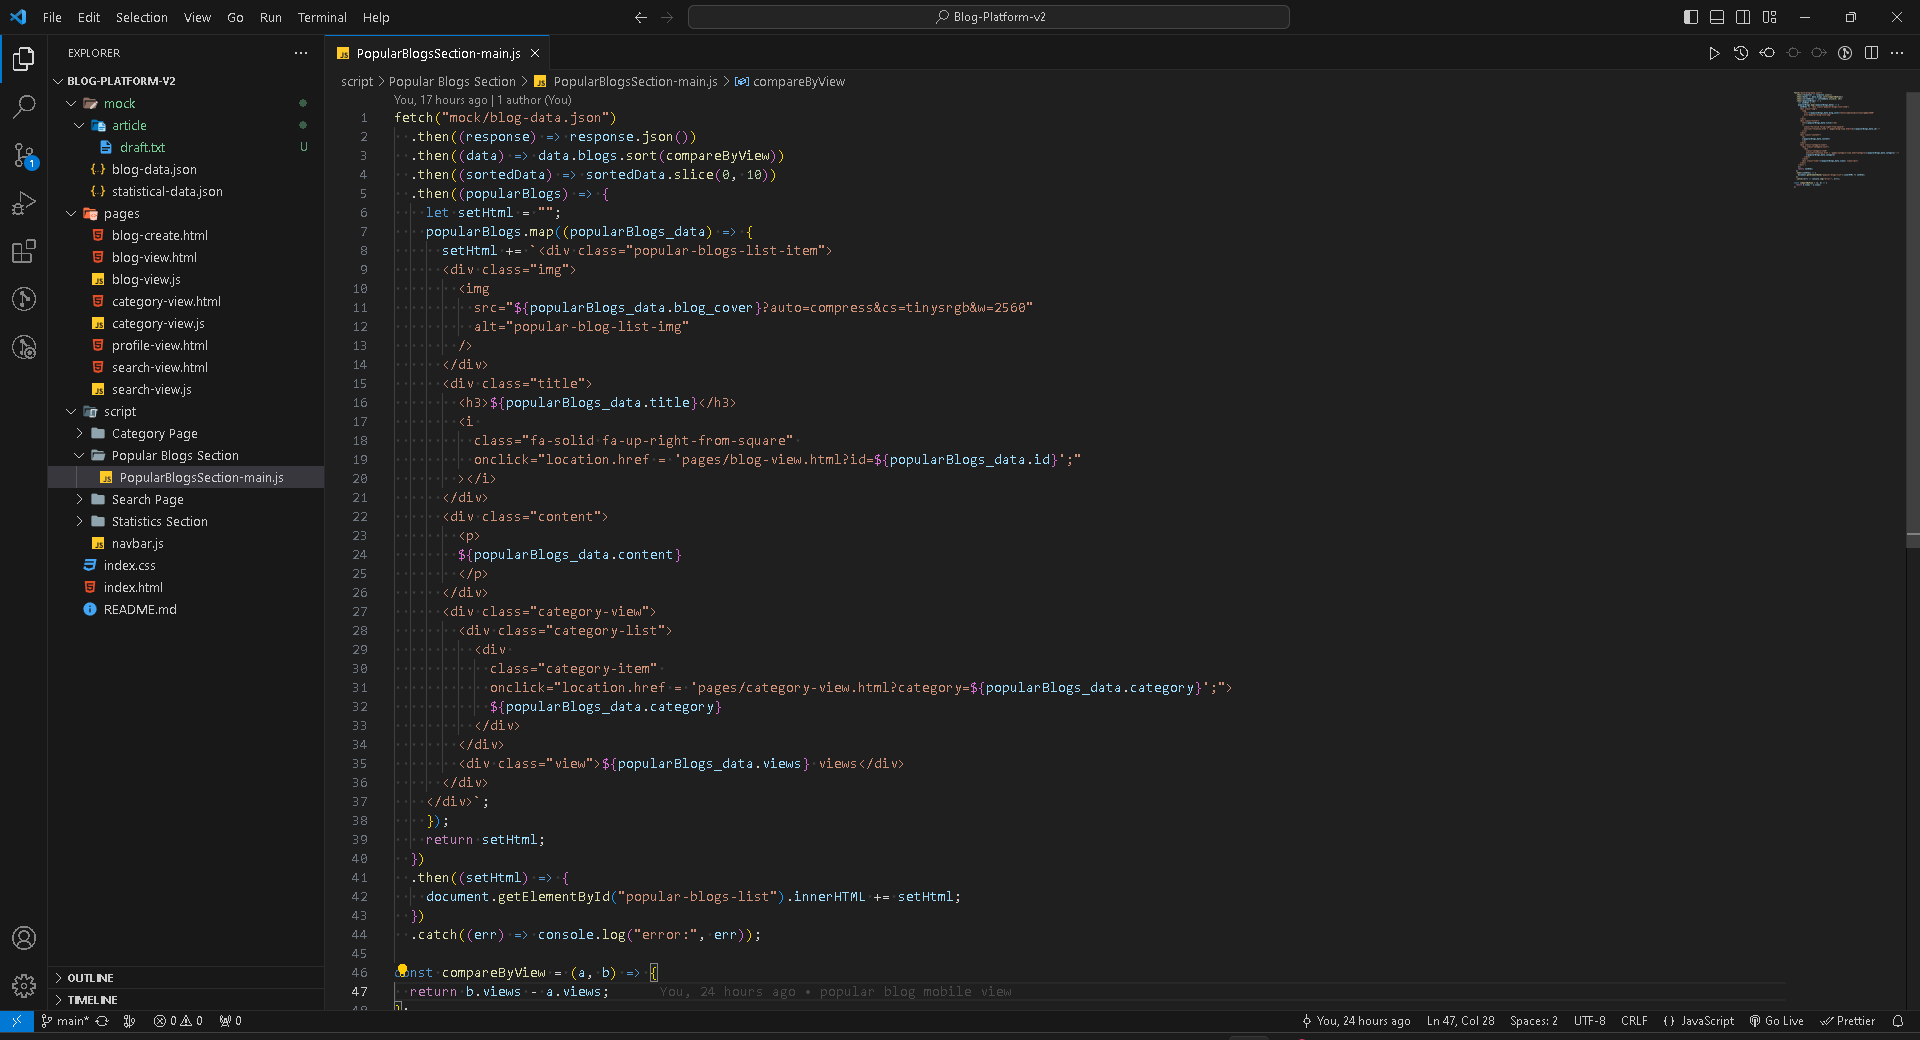 File Edit Selection View Go Run Terminal Help
Blog-Platform-v2
EXPLORER
BLOG-PLATFORM-V2
mock
article
draft.txt U
blog-data.json
statistical-data.json
pages
blog-create.html
blog-view.html
blog-view.js
category-view.html
category-view.js
profile-view.html
search-view.html
search-view.js
script
Category Page
Popular Blogs Section
PopularBlogsSection-main.js
Search Page
Statistics Section
navbar.js
index.css
index.html
README.md
OUTLINE
TIMELINE
1
PopularBlogsSection-main.js
script > Popular Blogs Section > PopularBlogsSection-main.js > compareByView
You, 17 hours ago | 1 author (You)
1 fetch("mock/blog-data.json")
2 .then((response) => response.json())
3 .then((data) => data.blogs.sort(compareByView))
4 .then((sortedData) => sortedData.slice(0, 10))
5 .then((popularBlogs) => {
6 let setHtml = "";
7 popularBlogs.map((popularBlogs_data) => {
8 setHtml += `<div class="popular-blogs-list-item">
9 <div class="img">
10 <img
11 src="${popularBlogs_data.blog_cover}?auto=compress&cs=tinysrgb&w=2560"
12 alt="popular-blog-list-img"
13 />
14 </div>
15 <div class="title">
16 <h3>${popularBlogs_data.title}</h3>
17 <i
18 class="fa-solid fa-up-right-from-square"
19 onclick="location.href = 'pages/blog-view.html?id=${popularBlogs_data.id}';"
20 ></i>
21 </div>
22 <div class="content">
23 <p>
24 ${popularBlogs_data.content}
25 </p>
26 </div>
27 <div class="category-view">
28 <div class="category-list">
29 <div
30 class="category-item"
31 onclick="location.href = 'pages/category-view.html?category=${popularBlogs_data.category}';">
32 ${popularBlogs_data.category}
33 </div>
34 </div>
35 <div class="view">${popularBlogs_data.views} views</div>
36 </div>
37 </div>`;
38 });
39 return setHtml;
40 })
41 .then((setHtml) => {
42 document.getElementById("popular-blogs-list").innerHTML += setHtml;
43 })
44 .catch((err) => console.log("error:", err));
45
46 const compareByView = (a, b) => {
47 return b.views - a.views; You, 24 hours ago • popular blog mobile view
48 };
main* 0 0 0 You, 24 hours ago Ln 47, Col 28 Spaces: 2 UTF-8 CRLF {} JavaScript Go Live Prettier